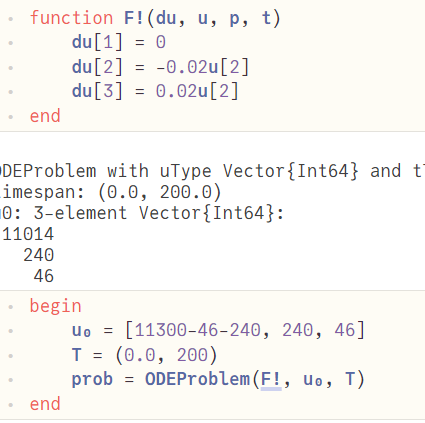 function F!(du, u, p, t)
du[1] = 0
du[2] = -0.02u[2]
du[3] = 0.02u[2]
end
ODEProblem with uType Vector{Int64} and
imespan: (0.0, 200.0)
0: 3-element Vector{Int64}:
11014
240
46
begin
u₀ = [11300-46-240, 240, 46]
T = (0.0, 200)
prob = ODEProblem(F!, u₀, T)
end